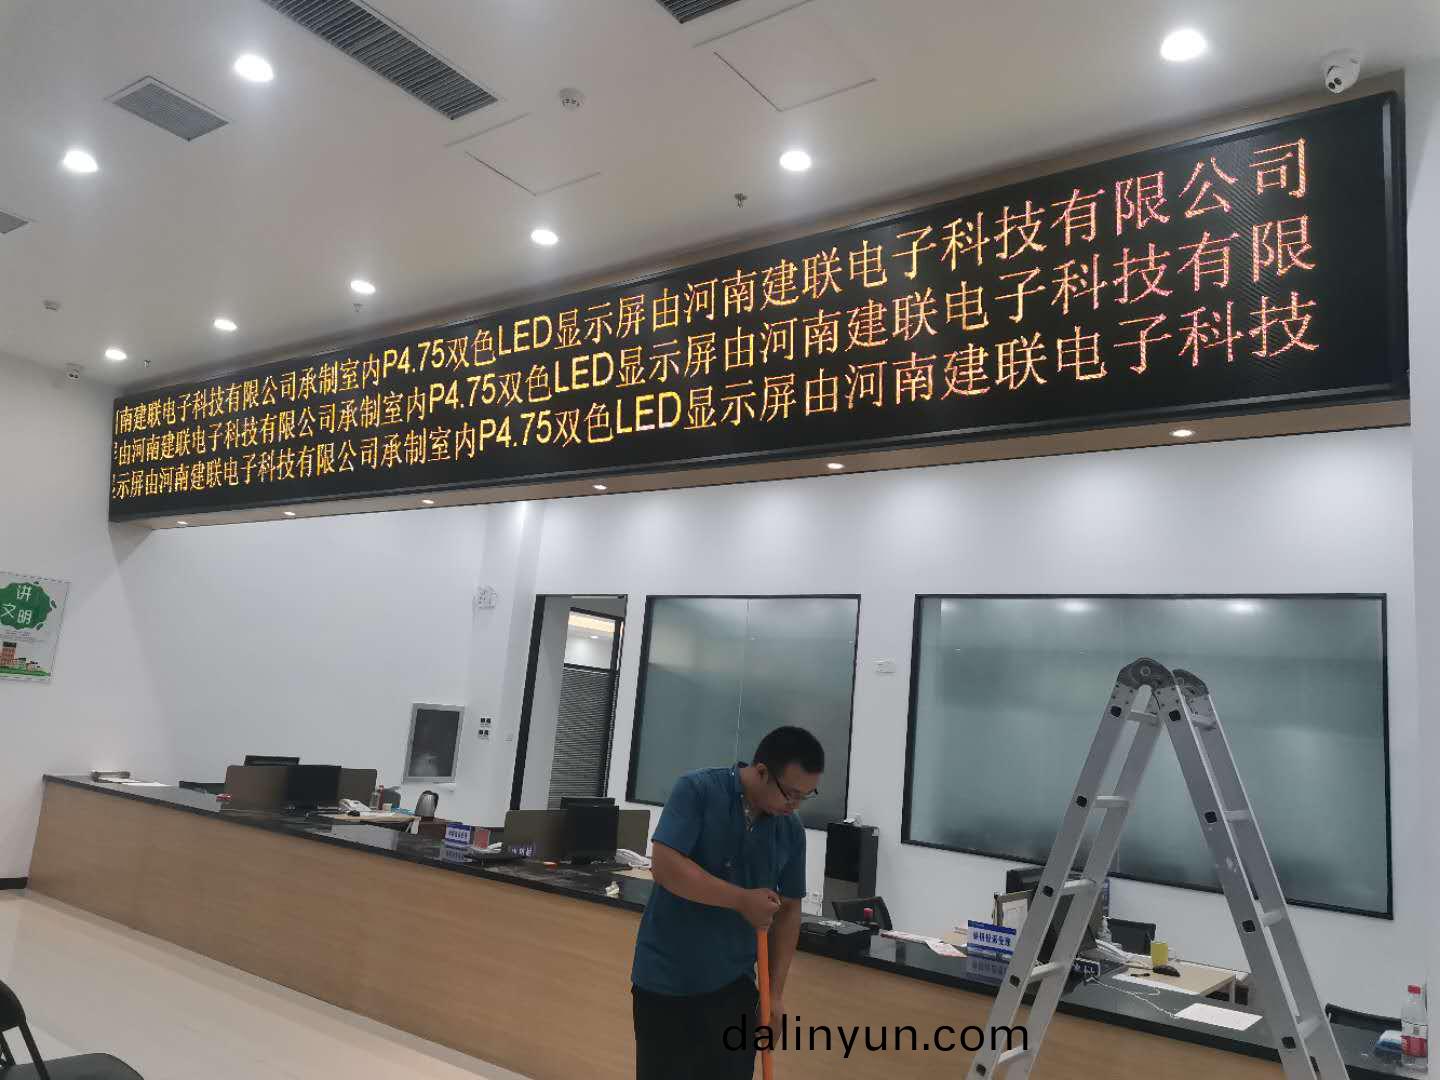 南建联电子科技有限公司承制室内P4.75双色LED显示屏由河南建联电子科技有限公司
由河南建联电子科技有限公司承制室内P4.75双色LED显示屏由河南建联电子科技有限
示屏由河南建联电子科技有限公司承制室内P4.75双色LED显示屏由河南建联电子科技
讲
文明
dalinyun.com